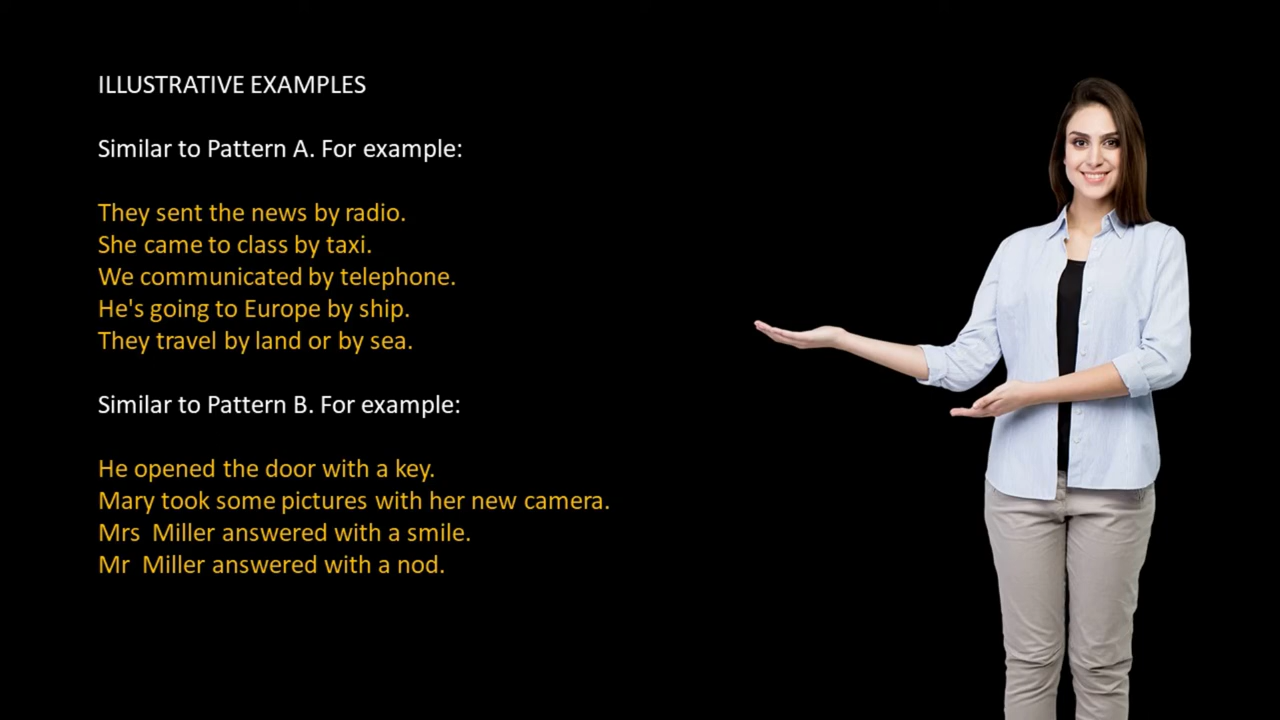 ILLUSTRATIVE EXAMPLES
Similar to Pattern A. For example:
They sent the news by radio.
She came to class by taxi.
We communicated by telephone.
He's going to Europe by ship.
They travel by land or by sea.
Similar to Pattern B. For example:
He opened the door with a key.
Mary took some pictures with her new camera.
Mrs  Miller answered with a smile.
Mr  Miller answered with a nod.